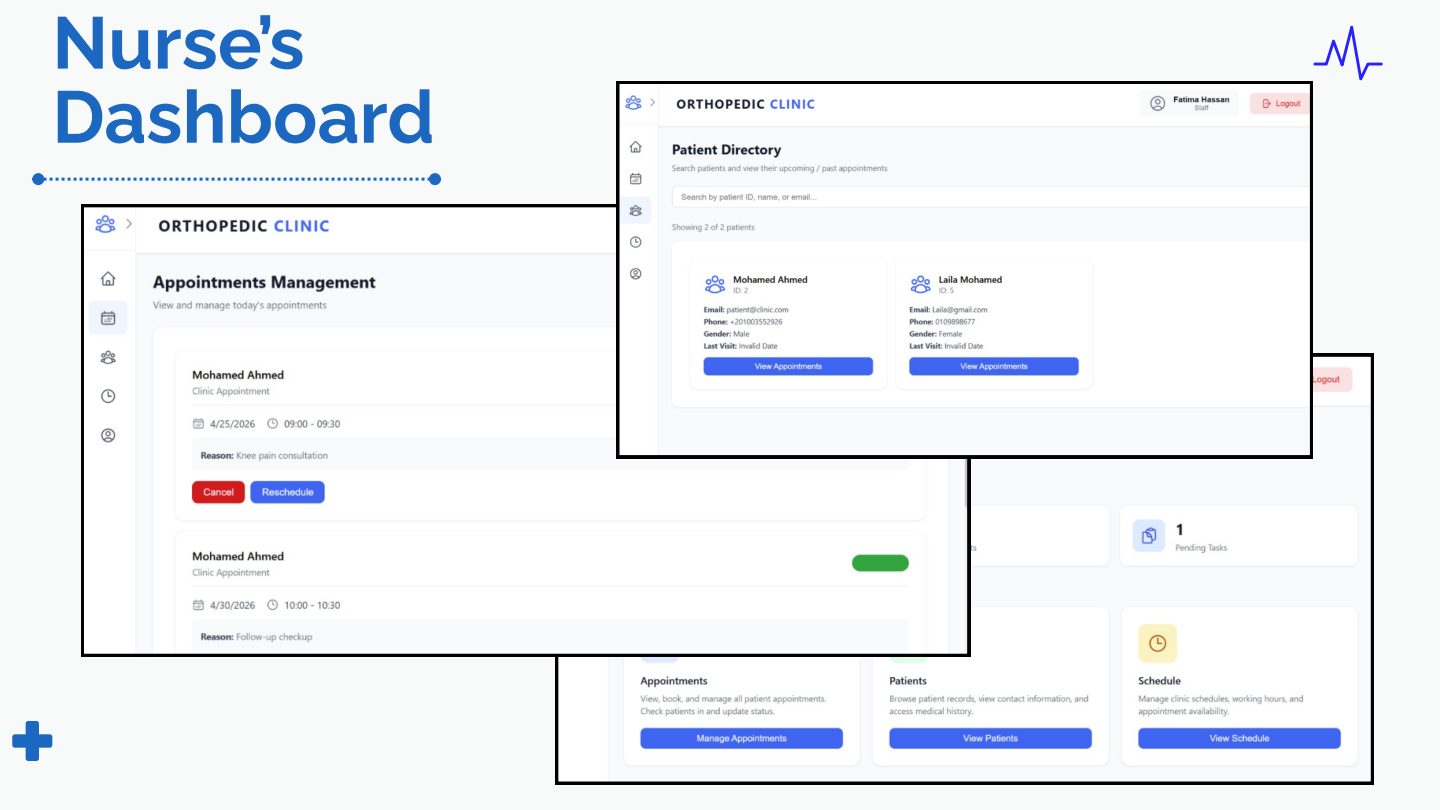 Nurse's
Dashboard
ORTHOPEDIC CLINIC
Appointments Management
View and manage today's appointments
Mohamed Ahmed
Clinic Appointment
4/25/2026 09:00 - 09:30
Reason: Knee pain consultation
Cancel Reschedule
Mohamed Ahmed
Clinic Appointment
4/30/2026 10:00 - 10:30
Reason: Follow-up checkup
ORTHOPEDIC CLINIC
Fatima Hassan
Staff
Logout
Patient Directory
Search patients and view their upcoming / past appointments
Search by patient ID, name, or email...
Showing 2 of 2 patients
Mohamed Ahmed
ID: 2
Email: patient@clinic.com
Phone: +201003552926
Gender: Male
Last Visit: Invalid Date
View Appointments
Laila Mohamed
ID: 5
Email: Laila@gmail.com
Phone: 0109898677
Gender: Female
Last Visit: Invalid Date
View Appointments
Logout
1
Pending Tasks
Appointments
View, book, and manage all patient appointments.
Check patients in and update status.
Manage Appointments
Patients
Browse patient records, view contact information, and
access medical history.
View Patients
Schedule
Manage clinic schedules, working hours, and
appointment availability.
View Schedule